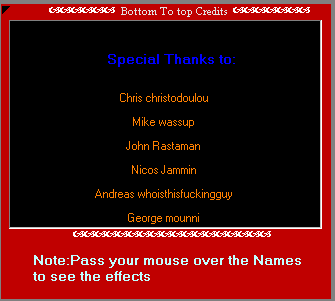 Bottom To top Credits
Special Thanks to:
Chris christodoulou
Mike wassup
John Rastaman
Nicos Jammin
Andreas whoisthisfuckingguy
George mounni
Note:Pass your mouse over the Names
to see the effects